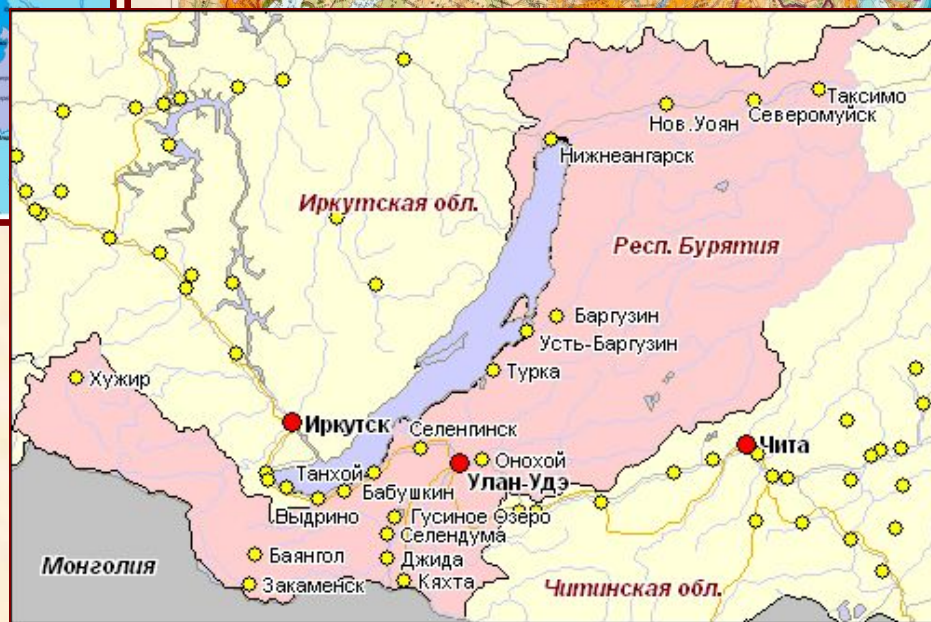 Таксимо
Северомуйск
Нов.Уоян
Нижнеангарск
Иркутская обл.
Респ. Бурятия
Баргузин
Усть-Баргузин
Турка
Хужир
Иркутск
Селенгинск
Чита
Танхой
Онохой
Улан-Удэ
Бабушкин
Выдрино
Гусиное Озеро
Селендума
Баянгол
Джида
Монголия
Закаменск
Кяхта
Читинская обл.